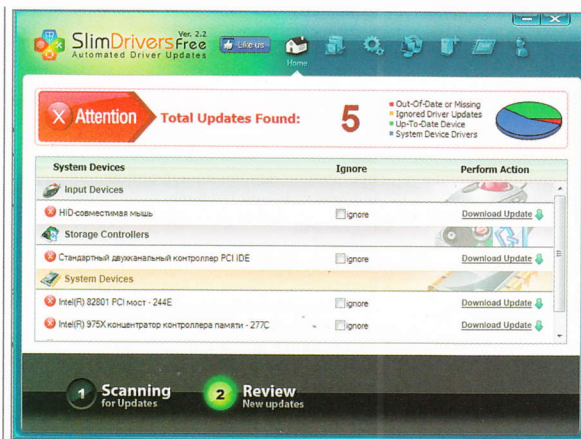 SlimDrivers Free Ver. 2.2
Automated Driver Updates
Like us
Home
Attention
Total Updates Found: 5
Out-Of-Date or Missing
Ignored Driver Updates
Up-To-Date Device
System Device Drivers
System Devices Ignore Perform Action
Input Devices
HID-совместимая мышь ignore Download Update
Storage Controllers
Стандартный двухканальный контроллер PCI IDE ignore Download Update
System Devices
Intel(R) 82801 PCI мост - 244E ignore Download Update
Intel(R) 975X концентратор контроллера памяти - 277C ignore Download Update
1 Scanning
for Updates
2 Review
New updates